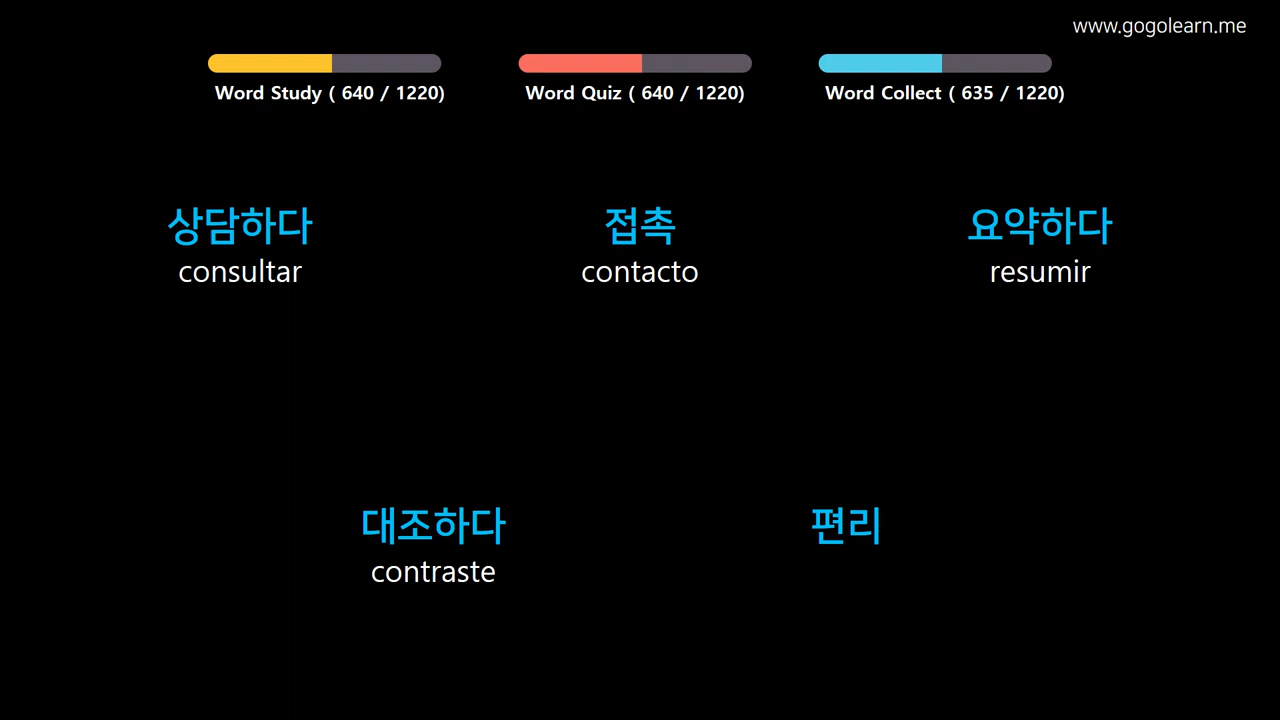 www.gogolearn.me
Word Study ( 640 / 1220)
Word Quiz ( 640 / 1220)
Word Collect ( 635 / 1220)
상담하다
consultar
접촉
contacto
요약하다
resumir
대조하다
contraste
편리